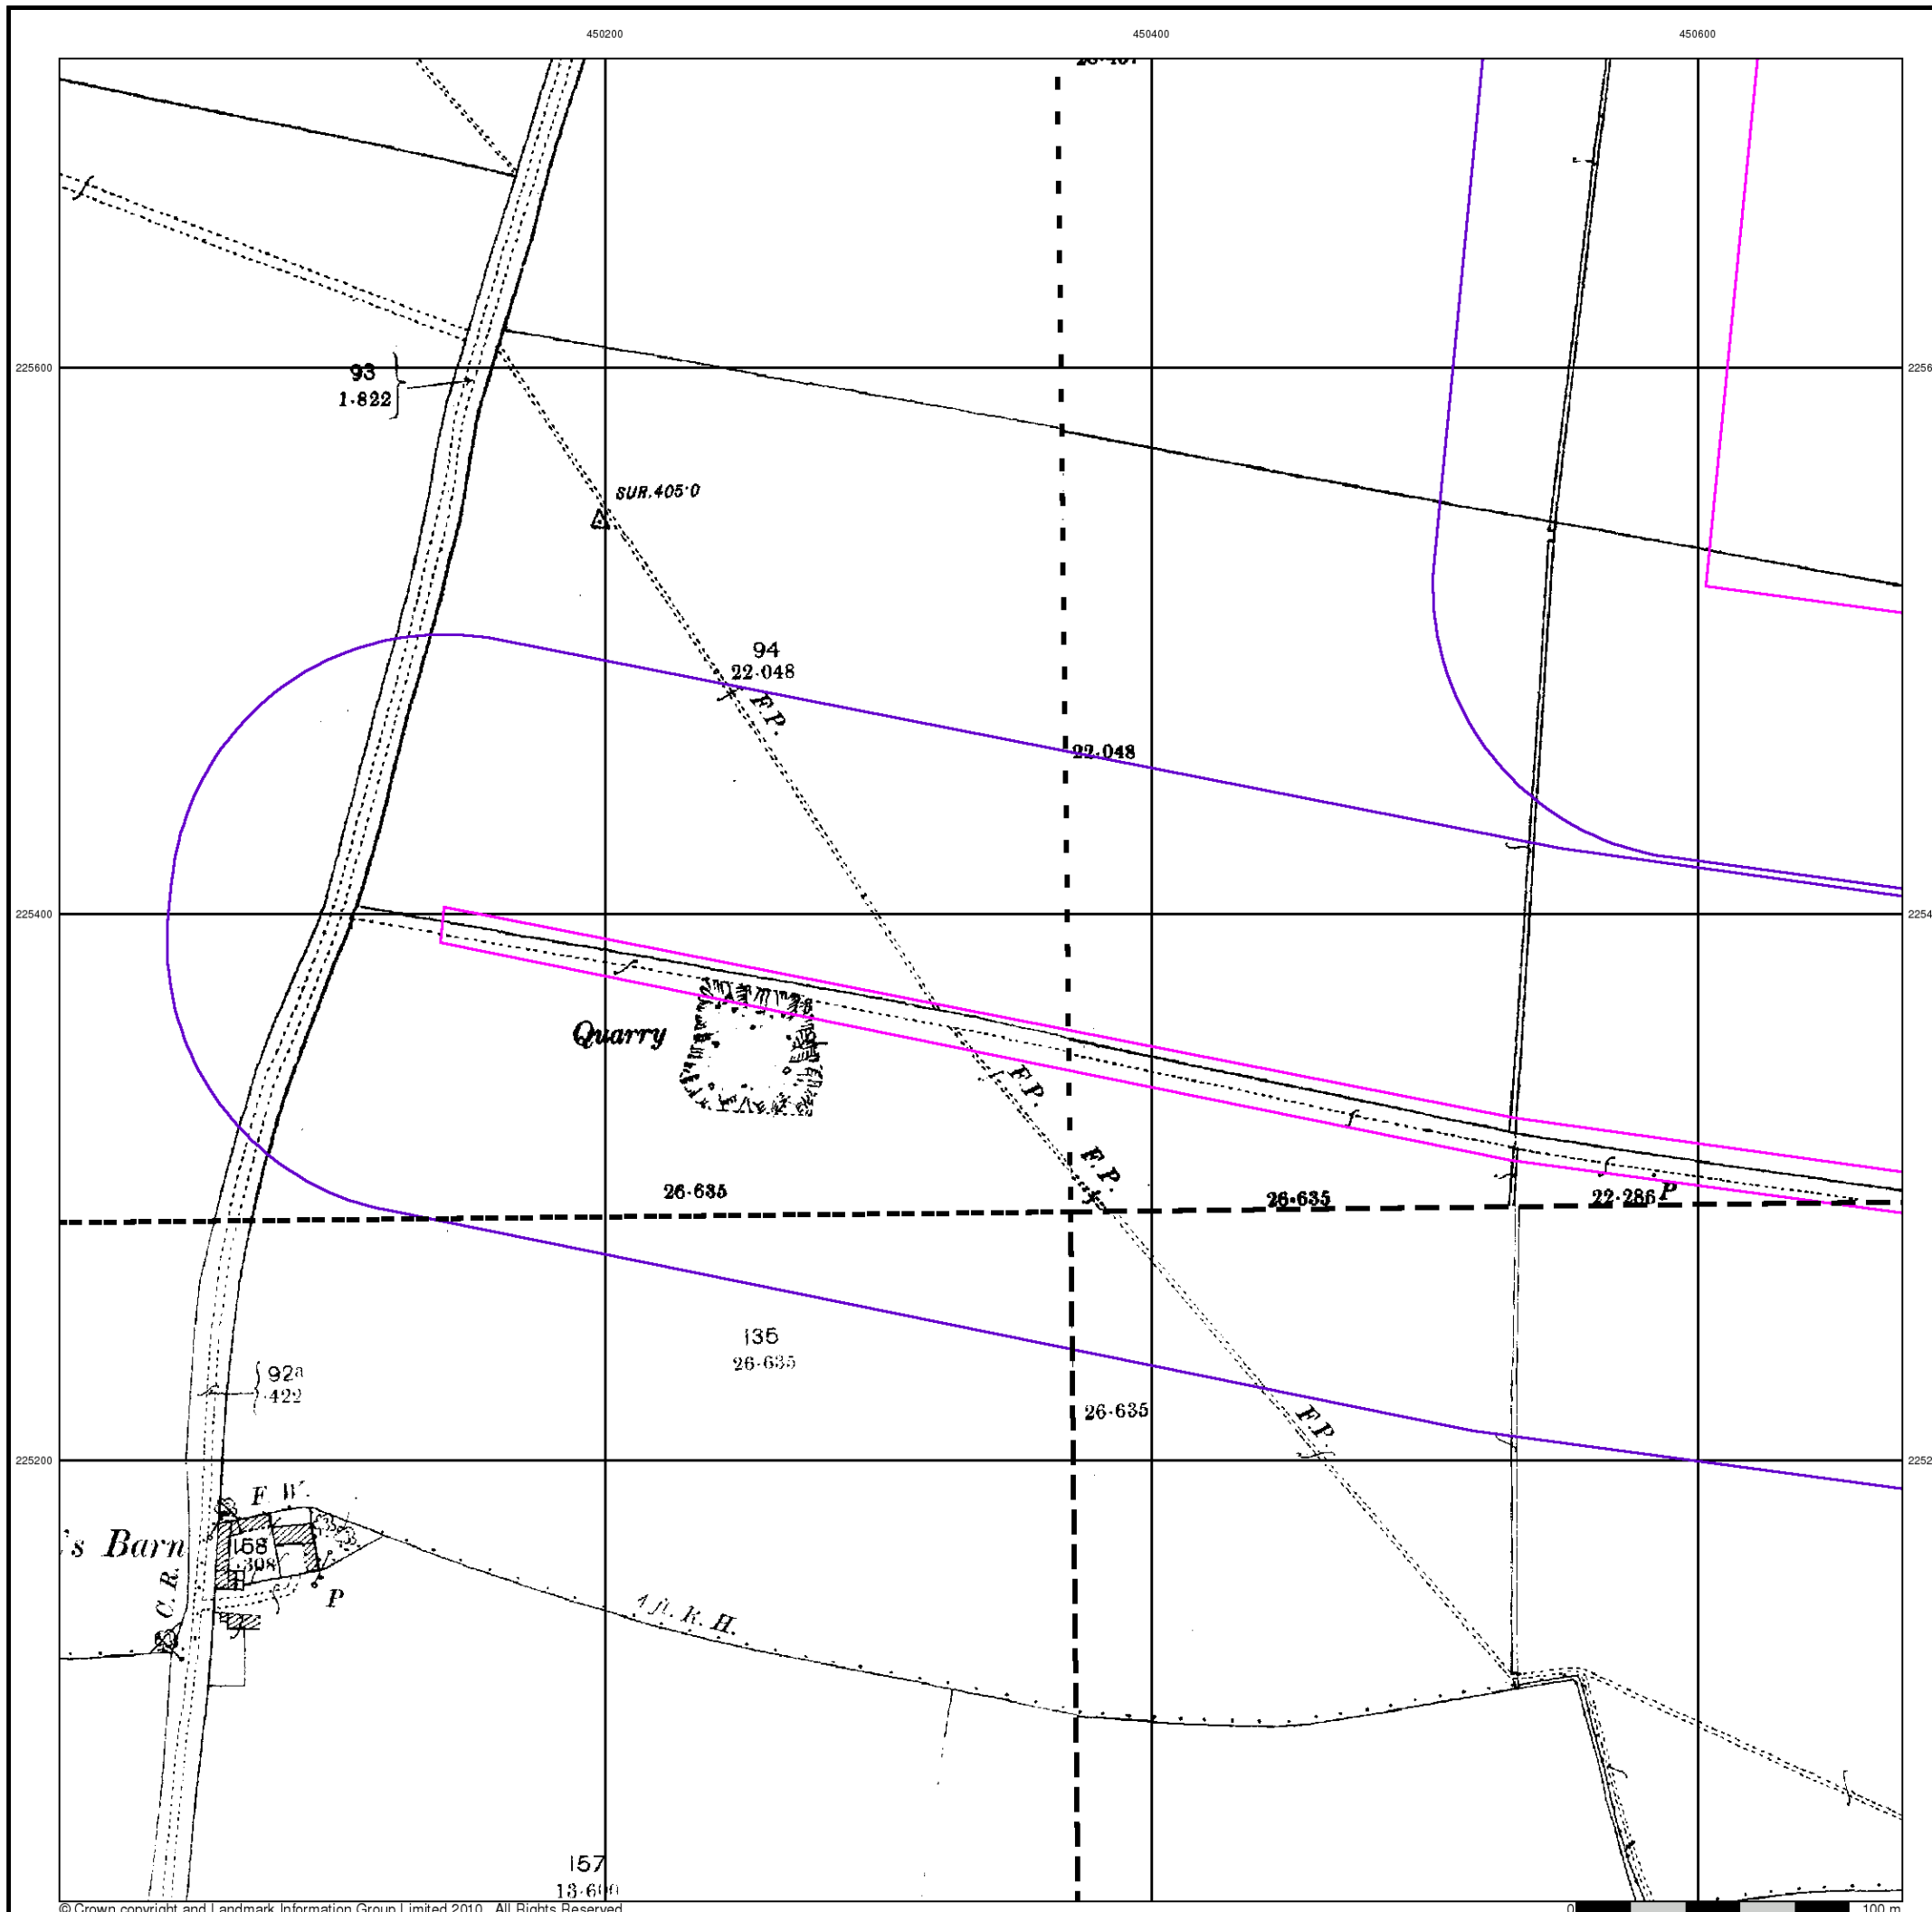 450200
450400
450600
225600
93
1·822
SUR. 405·0
94
22·048
F.P.
22·048
225400
Quarry
F.P.
F.P.
26·635
26·635
22·286
P
135
26·635
92a
·422
26·635
F.P.
225200
F W.
's Barn
158
·308
C. R.
P
4 ft. R. H.
157
13·600
© Crown copyright and Landmark Information Group Limited 2010. All Rights Reserved
0
100 m